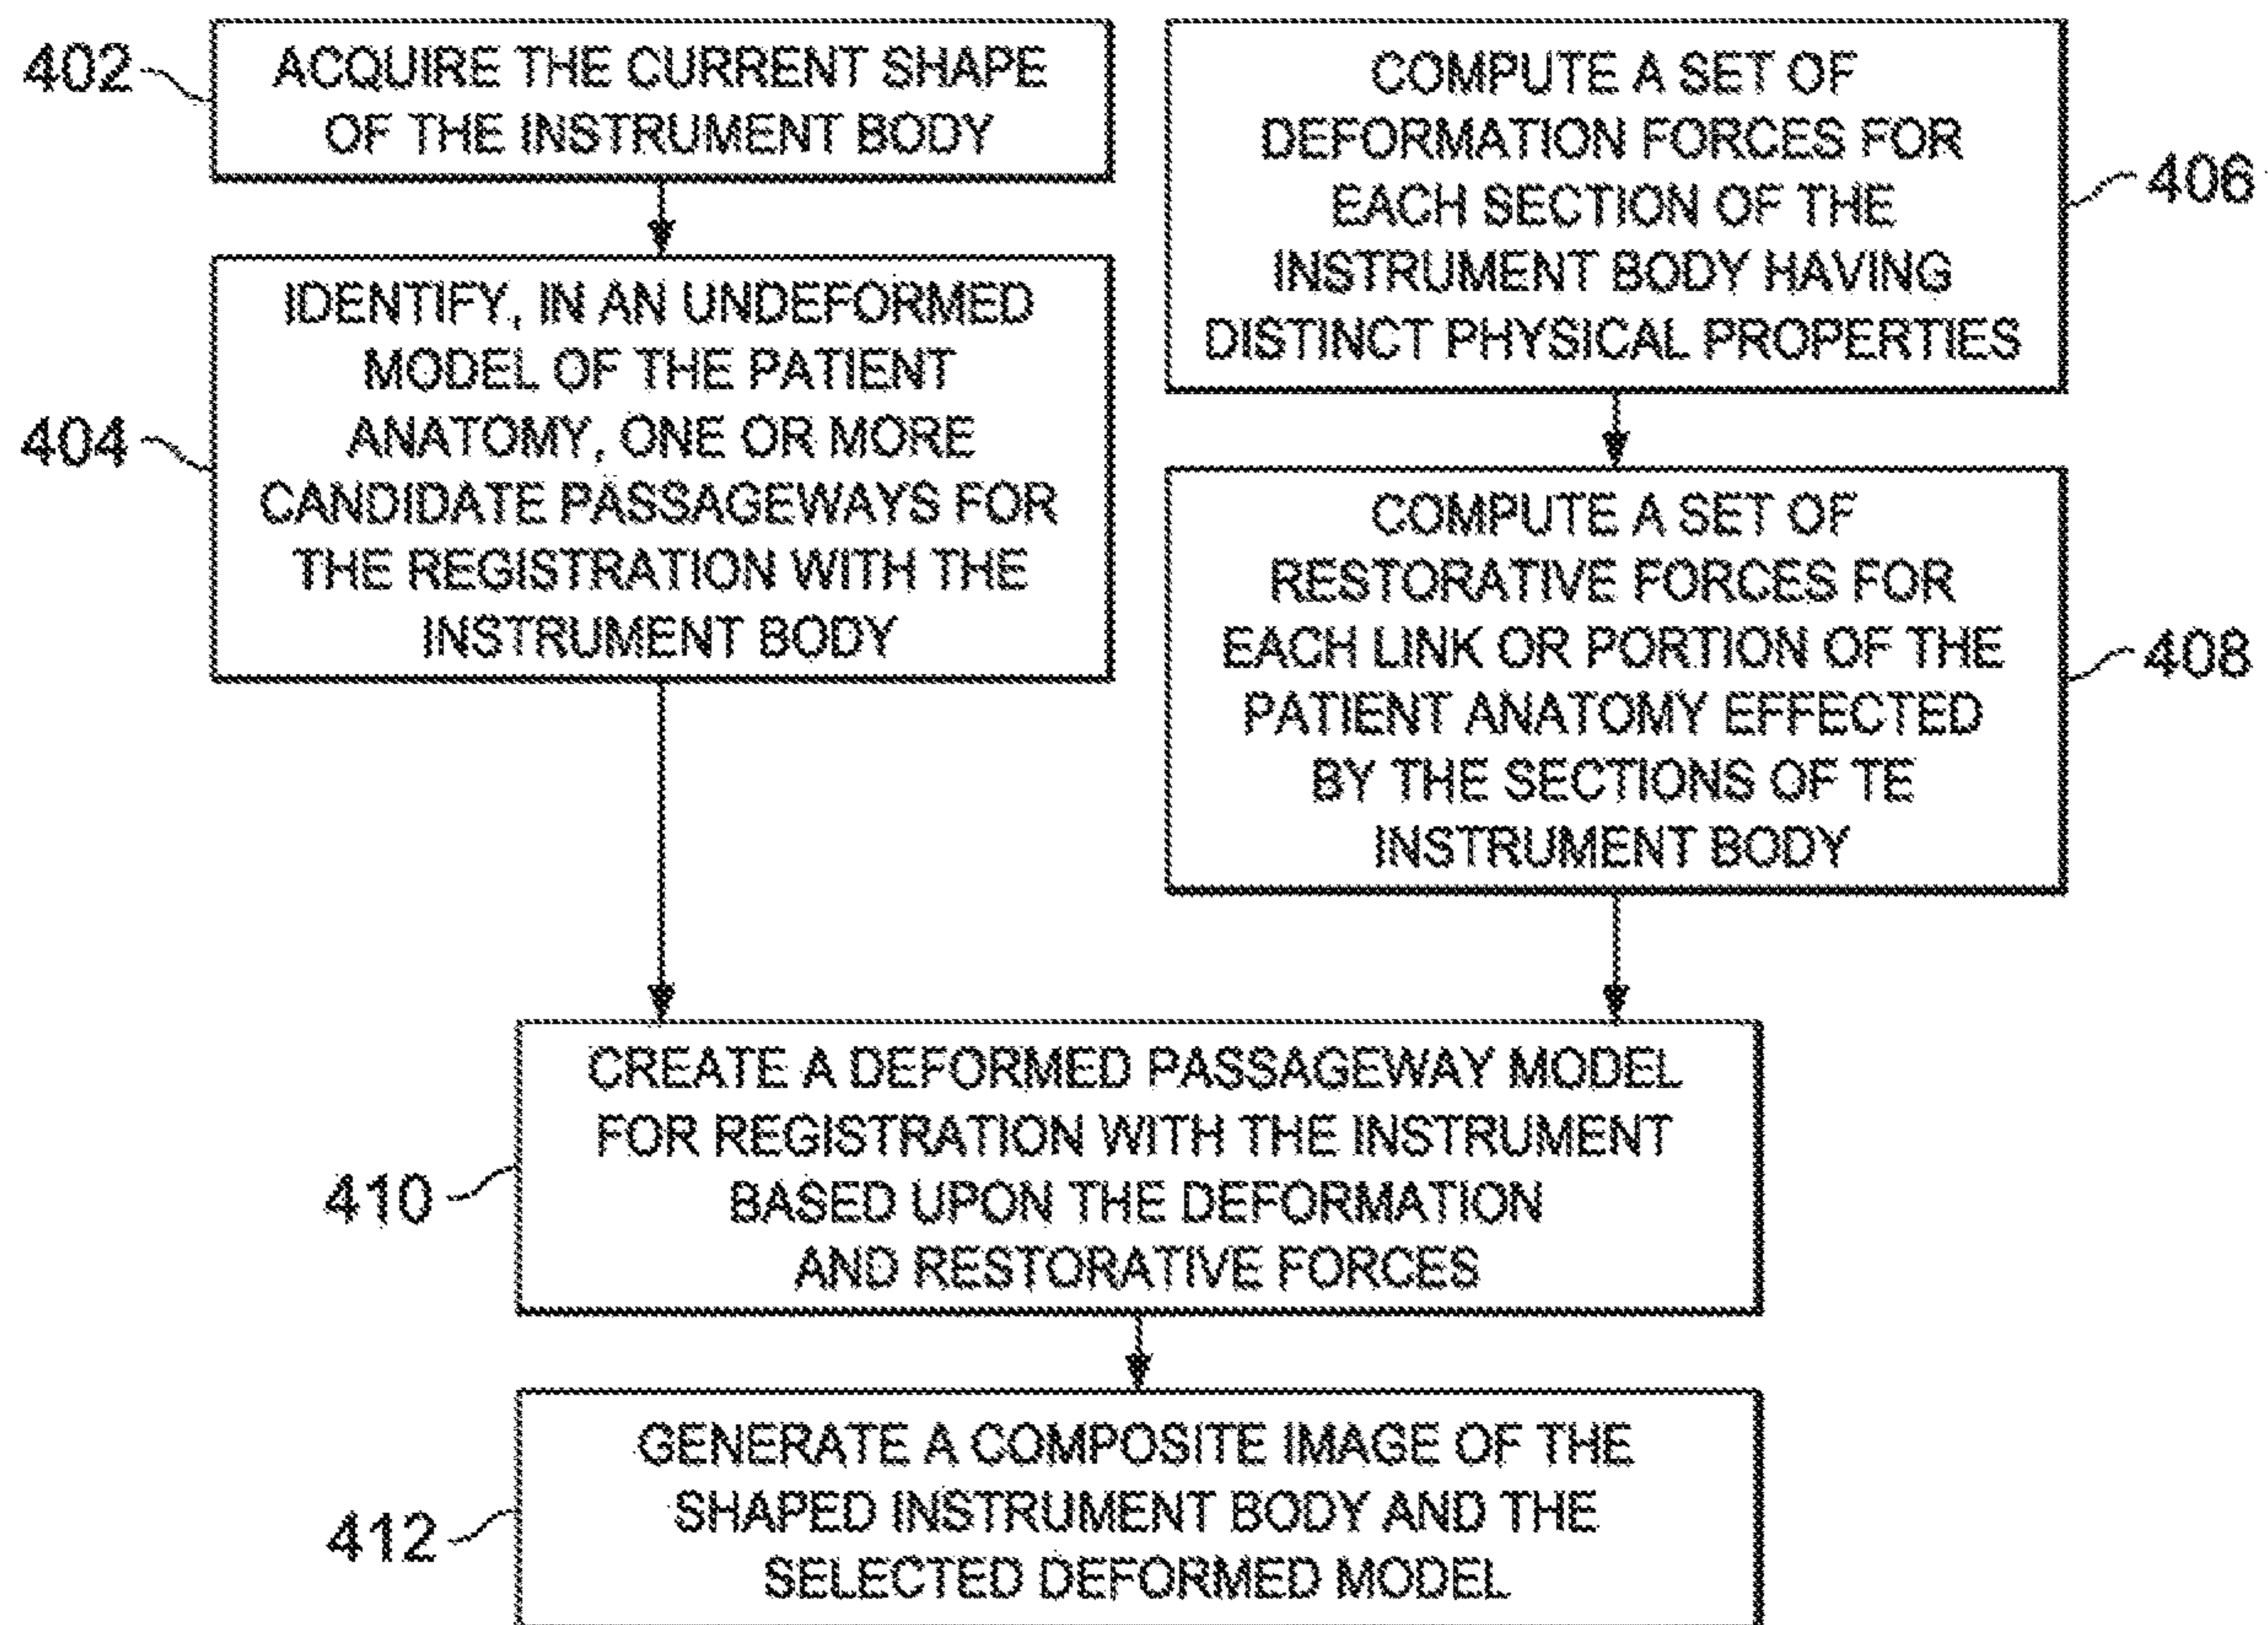 402
ACQUIRE THE CURRENT SHAPE
OF THE INSTRUMENT BODY
404
IDENTIFY, IN AN UNDEFORMED
MODEL OF THE PATIENT
ANATOMY, ONE OR MORE
CANDIDATE PASSAGEWAYS FOR
THE REGISTRATION WITH THE
INSTRUMENT BODY
COMPUTE A SET OF
DEFORMATION FORCES FOR
EACH SECTION OF THE
INSTRUMENT BODY HAVING
DISTINCT PHYSICAL PROPERTIES
406
COMPUTE A SET OF
RESTORATIVE FORCES FOR
EACH LINK OR PORTION OF THE
PATIENT ANATOMY EFFECTED
BY THE SECTIONS OF TE
INSTRUMENT BODY
408
410
CREATE A DEFORMED PASSAGEWAY MODEL
FOR REGISTRATION WITH THE INSTRUMENT
BASED UPON THE DEFORMATION
AND RESTORATIVE FORCES
412
GENERATE A COMPOSITE IMAGE OF THE
SHAPED INSTRUMENT BODY AND THE
SELECTED DEFORMED MODEL